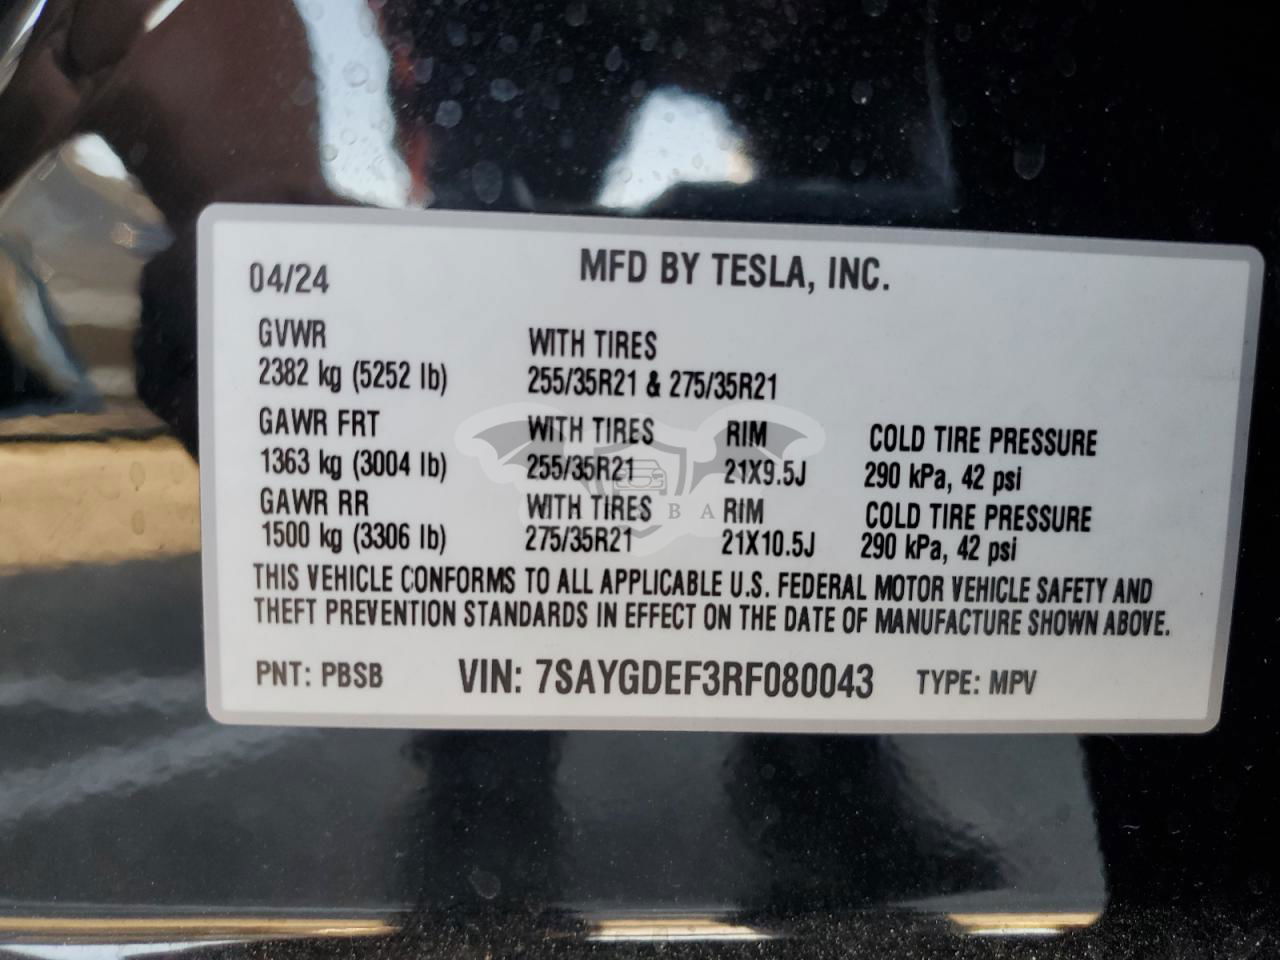 04/24 MFD BY TESLA, INC.
GVWR WITH TIRES
2382 kg (5252 lb) 255/35R21 & 275/35R21
GAWR FRT WITH TIRES RIM COLD TIRE PRESSURE
1363 kg (3004 lb) 255/35R21 21X9.5J 290 kPa, 42 psi
GAWR RR WITH TIRES RIM COLD TIRE PRESSURE
1500 kg (3306 lb) 275/35R21 21X10.5J 290 kPa, 42 psi
THIS VEHICLE CONFORMS TO ALL APPLICABLE U.S. FEDERAL MOTOR VEHICLE SAFETY AND
THEFT PREVENTION STANDARDS IN EFFECT ON THE DATE OF MANUFACTURE SHOWN ABOVE.
PNT: PBSB VIN: 7SAYGDEF3RF080043 TYPE: MPV